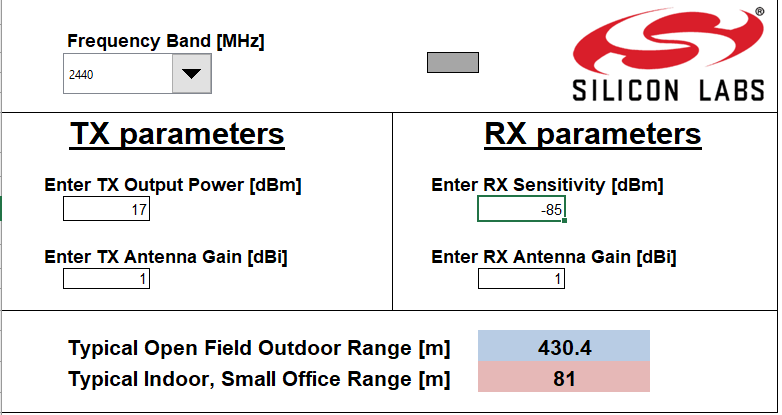 Frequency Band [MHz]
2440
®
SILICON LABS
TX parameters
RX parameters
Enter TX Output Power [dBm]
Enter RX Sensitivity [dBm]
17
-85
Enter TX Antenna Gain [dBi]
Enter RX Antenna Gain [dBi]
1
1
Typical Open Field Outdoor Range [m]
430.4
Typical Indoor, Small Office Range [m]
81